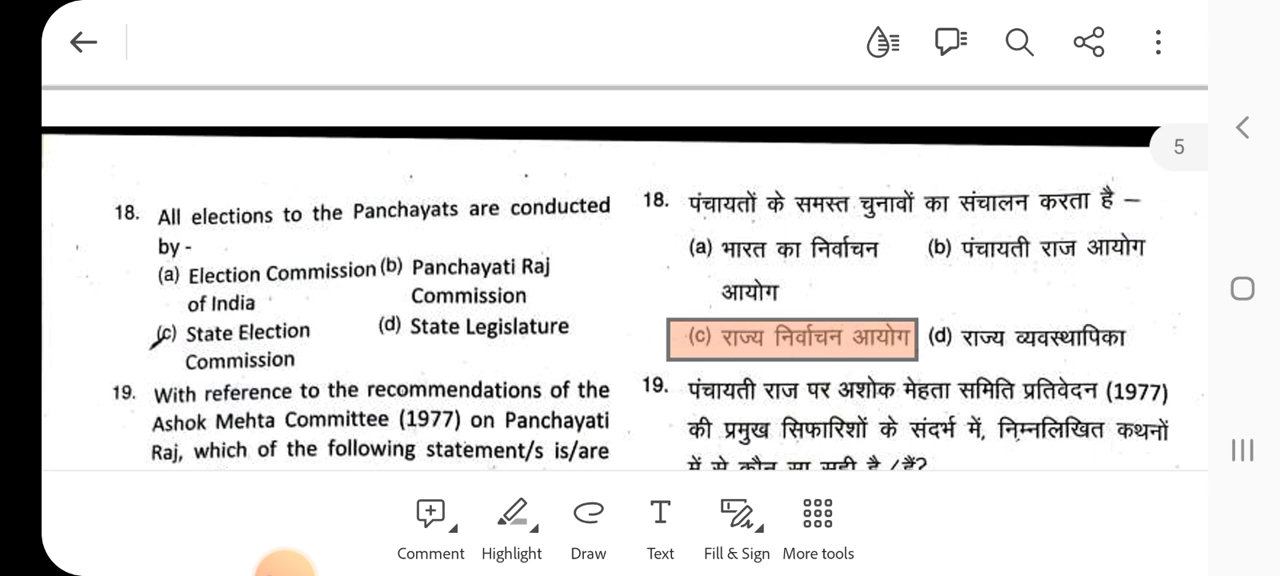 5
18. All elections to the Panchayats are conducted
by -
(a) Election Commission (b) Panchayati Raj
of India Commission
(c) State Election (d) State Legislature
Commission
19. With reference to the recommendations of the
Ashok Mehta Committee (1977) on Panchayati
Raj, which of the following statement/s is/are
18. पंचायतों के समस्त चुनावों का संचालन करता है –
(a) भारत का निर्वाचन (b) पंचायती राज आयोग
आयोग
(c) राज्य निर्वाचन आयोग (d) राज्य व्यवस्थापिका
19. पंचायती राज पर अशोक मेहता समिति प्रतिवेदन (1977)
की प्रमुख सिफारिशों के संदर्भ में, निम्नलिखित कथनों
में से कौन सा सही है / हैं?
Comment Highlight Draw Text Fill & Sign More tools